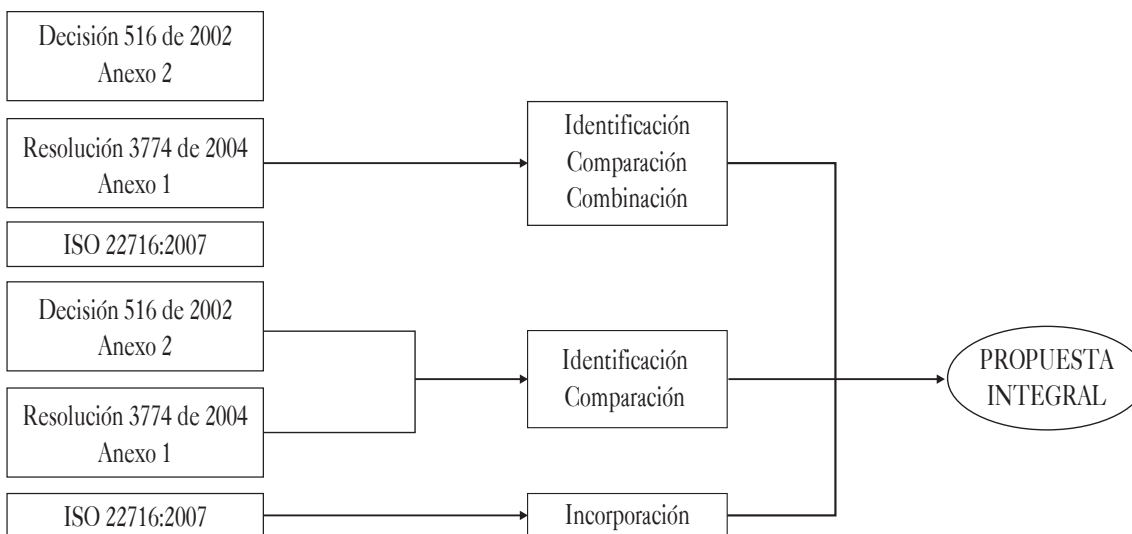 Decisión 516 de 2002
Anexo 2
Resolución 3774 de 2004
Anexo 1
ISO 22716:2007
Identificación
Comparación
Combinación
Decisión 516 de 2002
Anexo 2
Resolución 3774 de 2004
Anexo 1
Identificación
Comparación
ISO 22716:2007
Incorporación
PROPUESTA
INTEGRAL